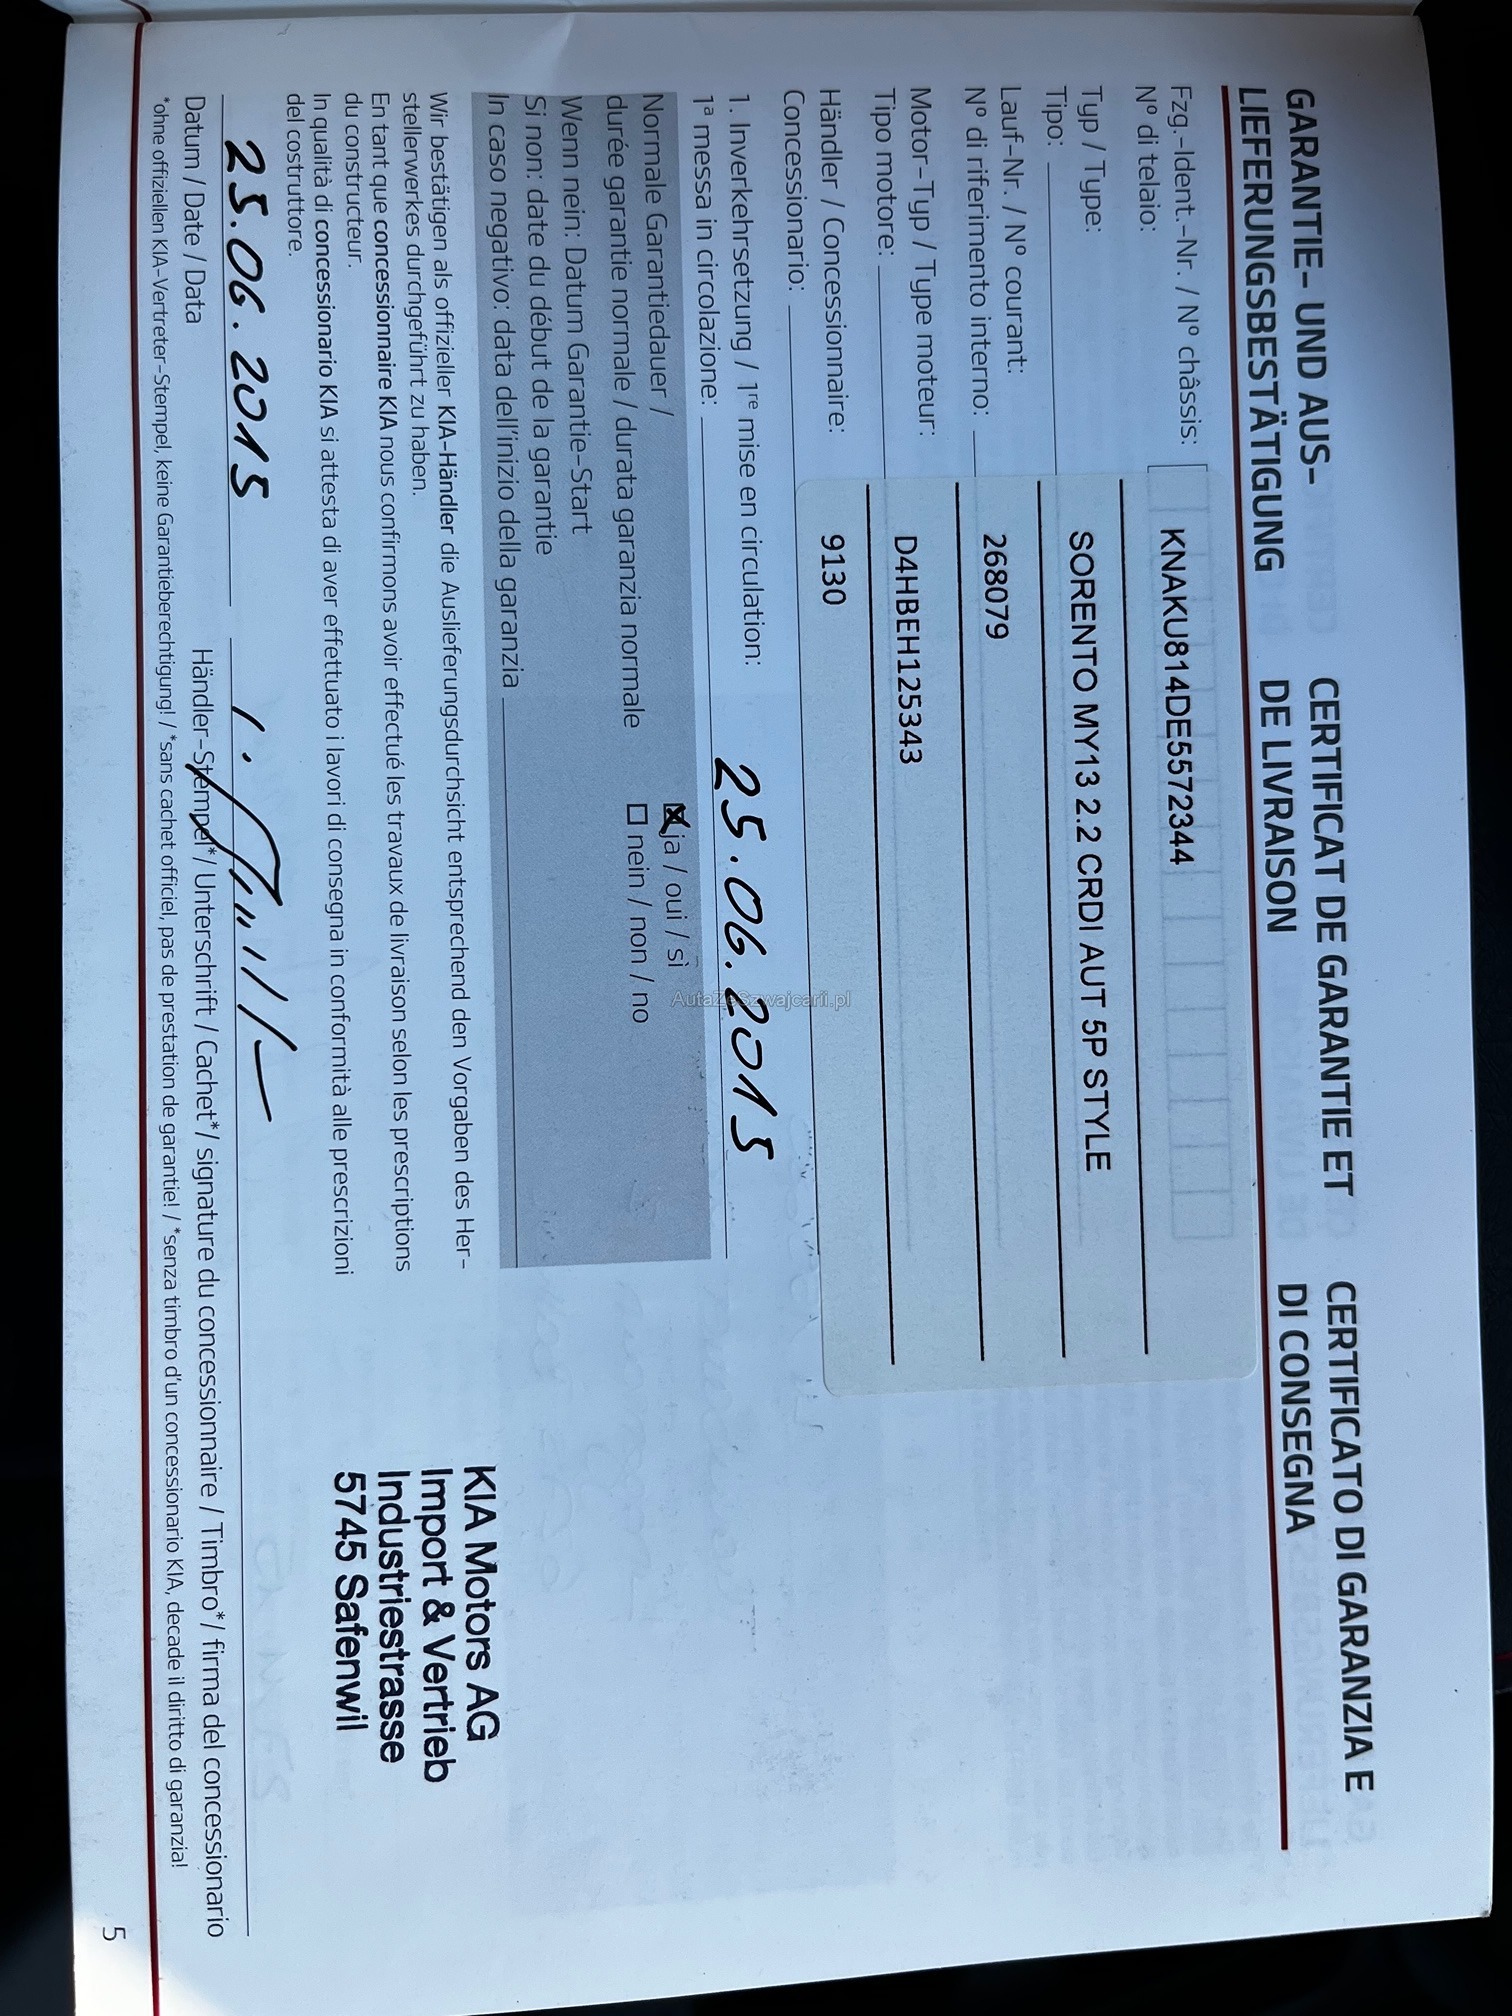 GARANTIE- UND AUS-
LIEFERUNGSBESTÄTIGUNG
CERTIFICAT DE GARANTIE ET
DE LIVRAISON
CERTIFICATO DI GARANZIA E
DI CONSEGNA
Fzg.-Ident.-Nr. / Nº châssis:
Nº di telaio:
KNAKU814DE5572344
Typ / Type:
Tipo:
SORENTO MY13 2.2 CRDI AUT 5P STYLE
Lauf-Nr. / Nº courant:
Nº di riferimento interno:
268079
Motor-Typ / Type moteur:
Tipo motore:
D4HBEH125343
Händler / Concessionnaire:
Concessionario:
9130
1. Inverkehrsetzung / 1re mise en circulation:
1ª messa in circolazione:
25.06.2015
Normale Garantiedauer /
durée garantie normale / durata garanzia normale
ja / oui / sì
nein / non / no
Wenn nein: Datum Garantie-Start
Si non: date du début de la garantie
In caso negativo: data dell'inizio della garanzia
Wir bestätigen als offizieller KIA-Händler die Auslieferungsdurchsicht entsprechend den Vorgaben des Her-
stellerwerkes durchgeführt zu haben.
En tant que concessionnaire KIA nous confirmons avoir effectué les travaux de livraison selon les prescriptions
du constructeur.
In qualità di concessionario KIA si attesta di aver effettuato i lavori di consegna in conformità alle prescrizioni
del costruttore.
KIA Motors AG
Import & Vertrieb
Industriestrasse
5745 Safenwil
25.06.2015
Datum / Date / Data
Händler-Stempel*/ Unterschrift / Cachet*/ signature du concessionnaire / Timbro*/ firma del concessionario
*ohne offiziellen KIA-Vertreter-Stempel, keine Garantieberechtigung! / *sans cachet officiel, pas de prestation de garantie! / *senza timbro d'un concessionario KIA, decade il diritto di garanzia!
5
AutaZeSzwajcarii.pl